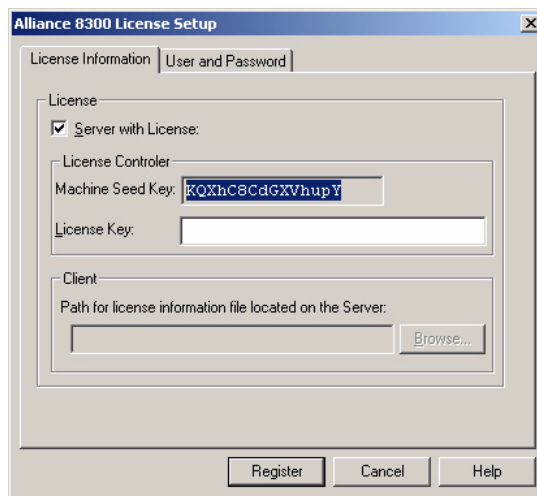 Alliance 8300 License Setup
License Information User and Password
License
Server with License:
License Controler
Machine Seed Key: KQXhC8CdGXVhupY
License Key:
Client
Path for license information file located on the Server:
Browse...
Register Cancel Help